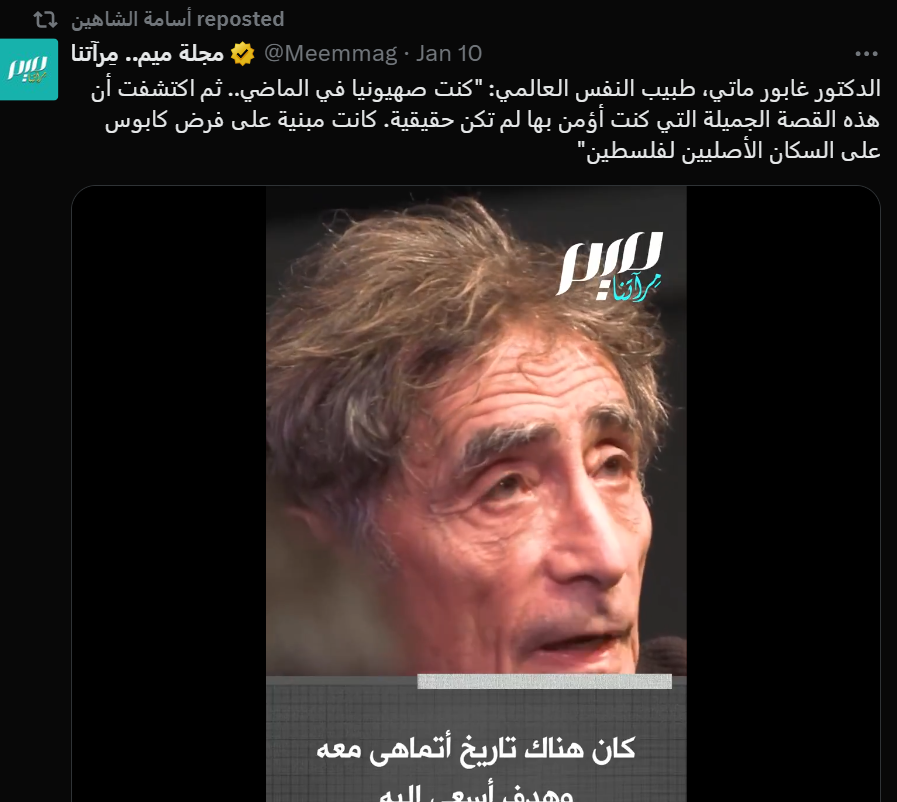 أسامة الشاهين reposted
مجلة ميم.. مِرآتنا @Meemmag · Jan 10
الدكتور غابور ماتي، طبيب النفس العالمي: "كنت صهيونيا في الماضي.. ثم اكتشفت أن
هذه القصة الجميلة التي كنت أؤمن بها لم تكن حقيقية. كانت مبنية على فرض كابوس
على السكان الأصليين لفلسطين"
ميم
مِرآتنا
كان هناك تاريخ أتماهى معه
وهدف أسعى إليه